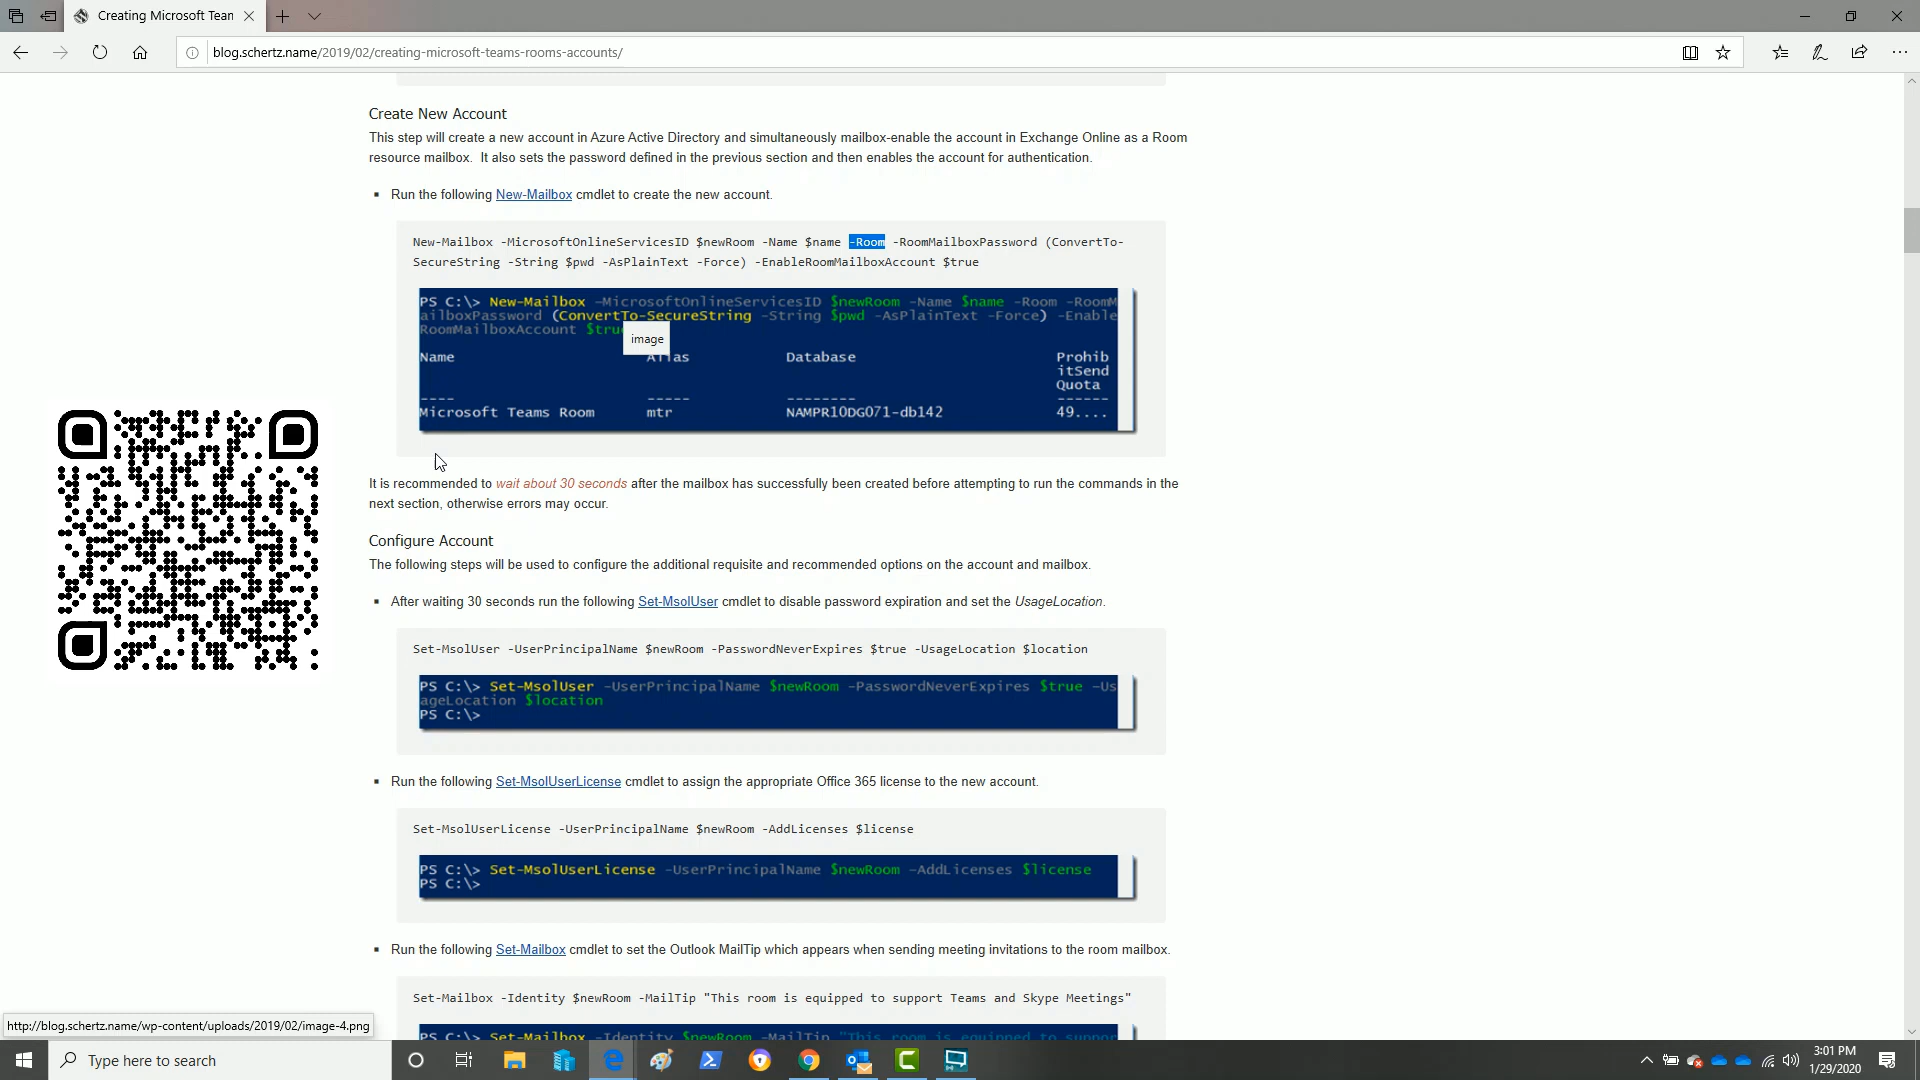 Creating Microsoft Tean
blog.schertz.name/2019/02/creating-microsoft-teams-rooms-accounts/
Create New Account
This step will create a new account in Azure Active Directory and simultaneously mailbox-enable the account in Exchange Online as a Room
resource mailbox.  It also sets the password defined in the previous section and then enables the account for authentication.
Run the following New-Mailbox cmdlet to create the new account.
New-Mailbox -MicrosoftOnlineServicesID $newRoom -Name $name -Room -RoomMailboxPassword (ConvertTo-
SecureString -String $pwd -AsPlainText -Force) -EnableRoomMailboxAccount $true
PS C:\> New-Mailbox -MicrosoftOnlineServicesID $newRoom -Name $name -Room -RoomM
ailboxPassword (ConvertTo-SecureString -String $pwd -AsPlainText -Force) -Enable
RoomMailboxAccount $true
image
Name Alias Database Prohib
itSend
Quota
---- ----- -------- ------
Microsoft Teams Room mtr NAMPR10DG071-db142 49....
It is recommended to wait about 30 seconds after the mailbox has successfully been created before attempting to run the commands in the
next section, otherwise errors may occur.
Configure Account
The following steps will be used to configure the additional requisite and recommended options on the account and mailbox.
After waiting 30 seconds run the following Set-MsolUser cmdlet to disable password expiration and set the UsageLocation.
Set-MsolUser -UserPrincipalName $newRoom -PasswordNeverExpires $true -UsageLocation $location
PS C:\> Set-MsolUser -UserPrincipalName $newRoom -PasswordNeverExpires $true -Us
ageLocation $location
PS C:\>
Run the following Set-MsolUserLicense cmdlet to assign the appropriate Office 365 license to the new account.
Set-MsolUserLicense -UserPrincipalName $newRoom -AddLicenses $license
PS C:\> Set-MsolUserLicense -UserPrincipalName $newRoom -AddLicenses $license
PS C:\>
Run the following Set-Mailbox cmdlet to set the Outlook MailTip which appears when sending meeting invitations to the room mailbox.
Set-Mailbox -Identity $newRoom -MailTip "This room is equipped to support Teams and Skype Meetings"
PS C:\> Set-Mailbox -Identity $newRoom -MailTip "This room is equipped to suppor
http://blog.schertz.name/wp-content/uploads/2019/02/image-4.png
Type here to search
3:01 PM
1/29/2020